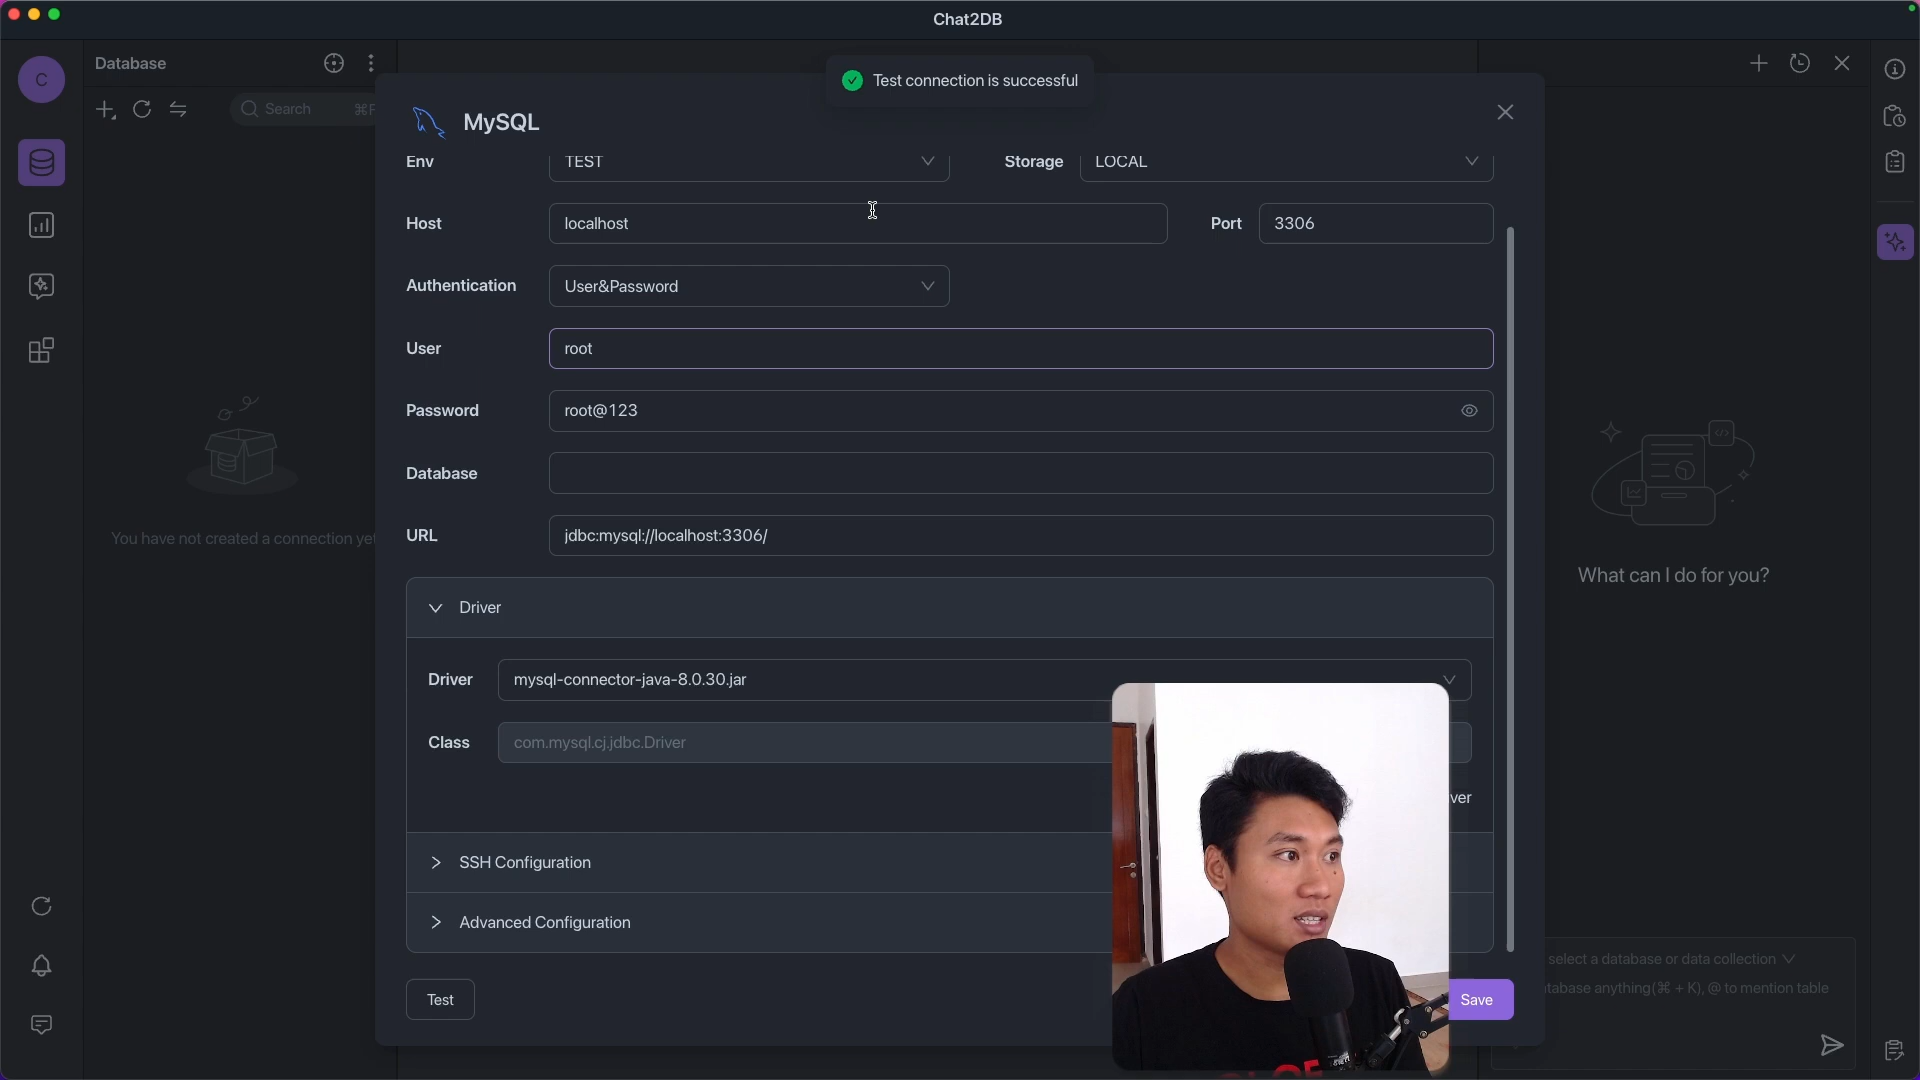 Chat2DB
C
Database
Search
You have not created a connection yet
Test connection is successful
MySQL
Env
TEST
Storage
LOCAL
Host
localhost
Port
3306
Authentication
User&Password
User
root
Password
root@123
Database
URL
jdbc:mysql://localhost:3306/
Driver
Driver
mysql-connector-java-8.0.30.jar
Class
com.mysql.cj.jdbc.Driver
SSH Configuration
Advanced Configuration
Test
Save
What can I do for you?
select a database or data collection
anything(⌘ + K), @ to mention table